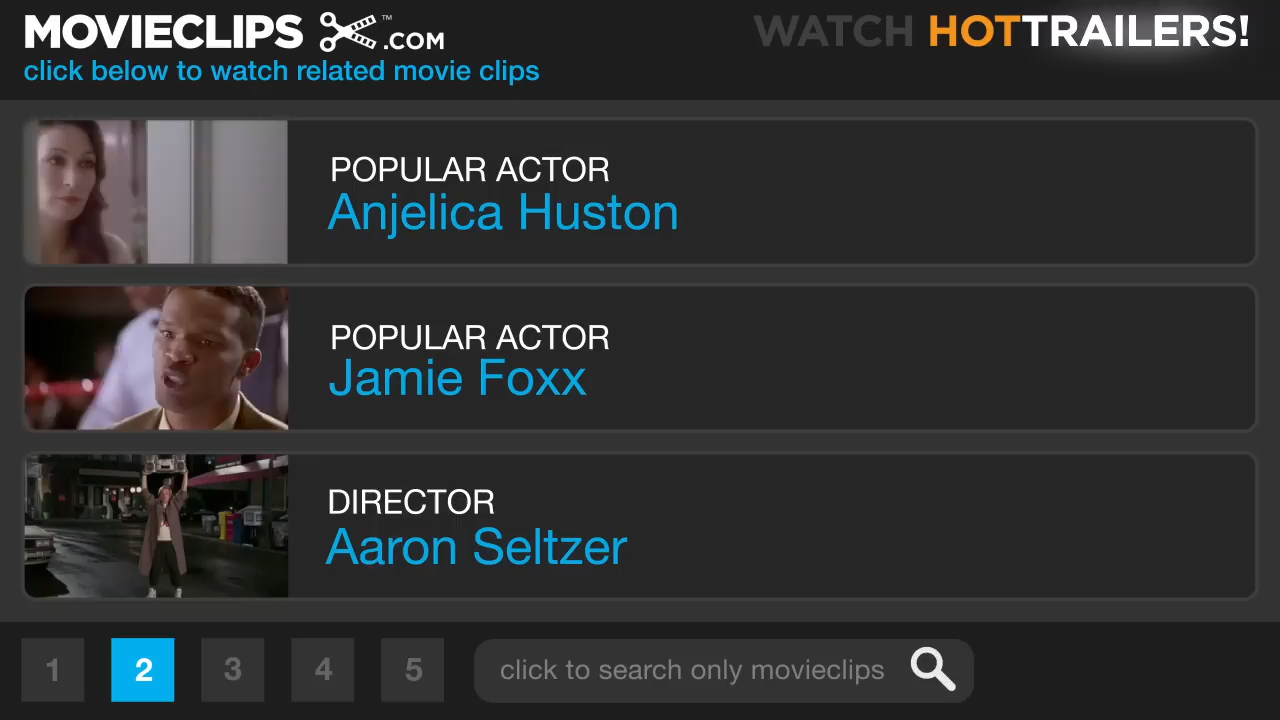 MOVIECLIPS ™ .COM
WATCH HOTTRAILERS!
click below to watch related movie clips
POPULAR ACTOR
Anjelica Huston
POPULAR ACTOR
Jamie Foxx
DIRECTOR
Aaron Seltzer
1 2 3 4 5 click to search only movieclips